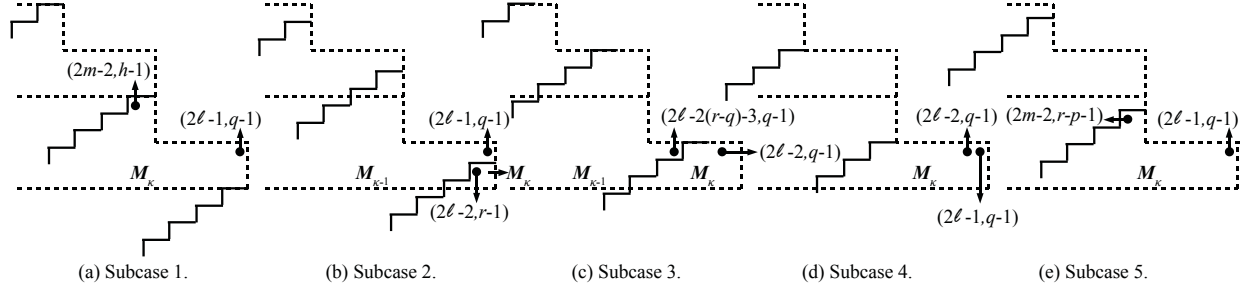 (2m-2,h-1)
(2ℓ-1,q-1)
M_κ
(a) Subcase 1.
(2ℓ-1,q-1)
M_κ-1
M_κ
(2ℓ-2,r-1)
(b) Subcase 2.
(2ℓ-2(r-q)-3,q-1)
(2ℓ-2,q-1)
M_κ-1
M_κ
(c) Subcase 3.
(2ℓ-2,q-1)
M_κ
(2ℓ-1,q-1)
(d) Subcase 4.
(2m-2,r-p-1)
(2ℓ-1,q-1)
M_κ
(e) Subcase 5.